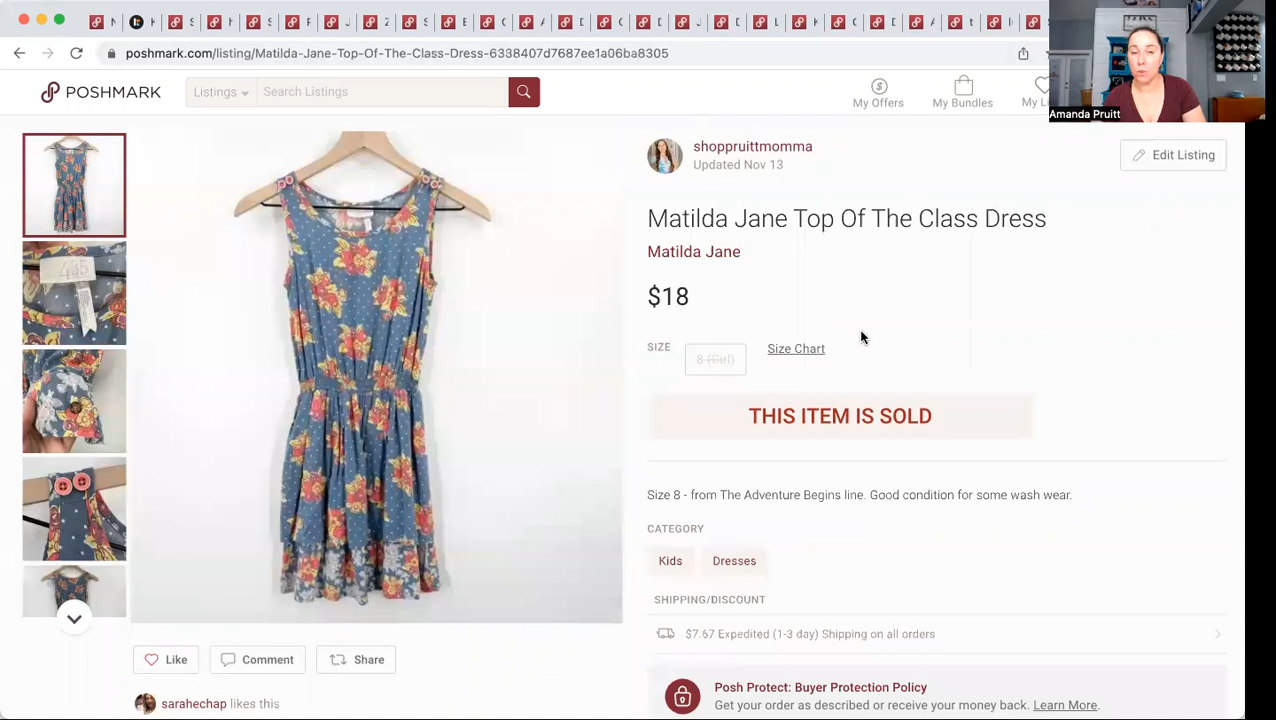 poshmark.com/listing/Matilda-Jane-Top-Of-The-Class-Dress-6338407d7687ee1a06ba8305
Amanda Pruitt
POSHMARK
Listings
Search Listings
My Offers
My Bundles
My Li
shoppruittmomma
Updated Nov 13
Edit Listing
Matilda Jane Top Of The Class Dress
Matilda Jane
$18
SIZE
8 (Girl)
Size Chart
THIS ITEM IS SOLD
Size 8 - from The Adventure Begins line. Good condition for some wash wear.
CATEGORY
Kids
Dresses
SHIPPING/DISCOUNT
$7.67 Expedited (1-3 day) Shipping on all orders
Like
Comment
Share
sarahechap likes this
Posh Protect: Buyer Protection Policy
Get your order as described or receive your money back. Learn More.